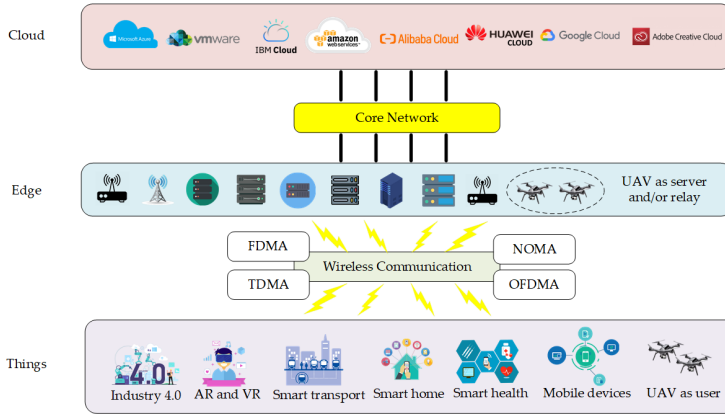 Cloud
Microsoft Azure
vmware
IBM Cloud
amazon
web services
Alibaba Cloud
HUAWEI
CLOUD
Google Cloud
Adobe Creative Cloud
Core Network
Edge
UAV as server
and/or relay
FDMA
NOMA
Wireless Communication
TDMA
OFDMA
Things
4.0
Industry 4.0
AR and VR
Smart transport
Smart home
Smart health
Mobile devices
UAV as user